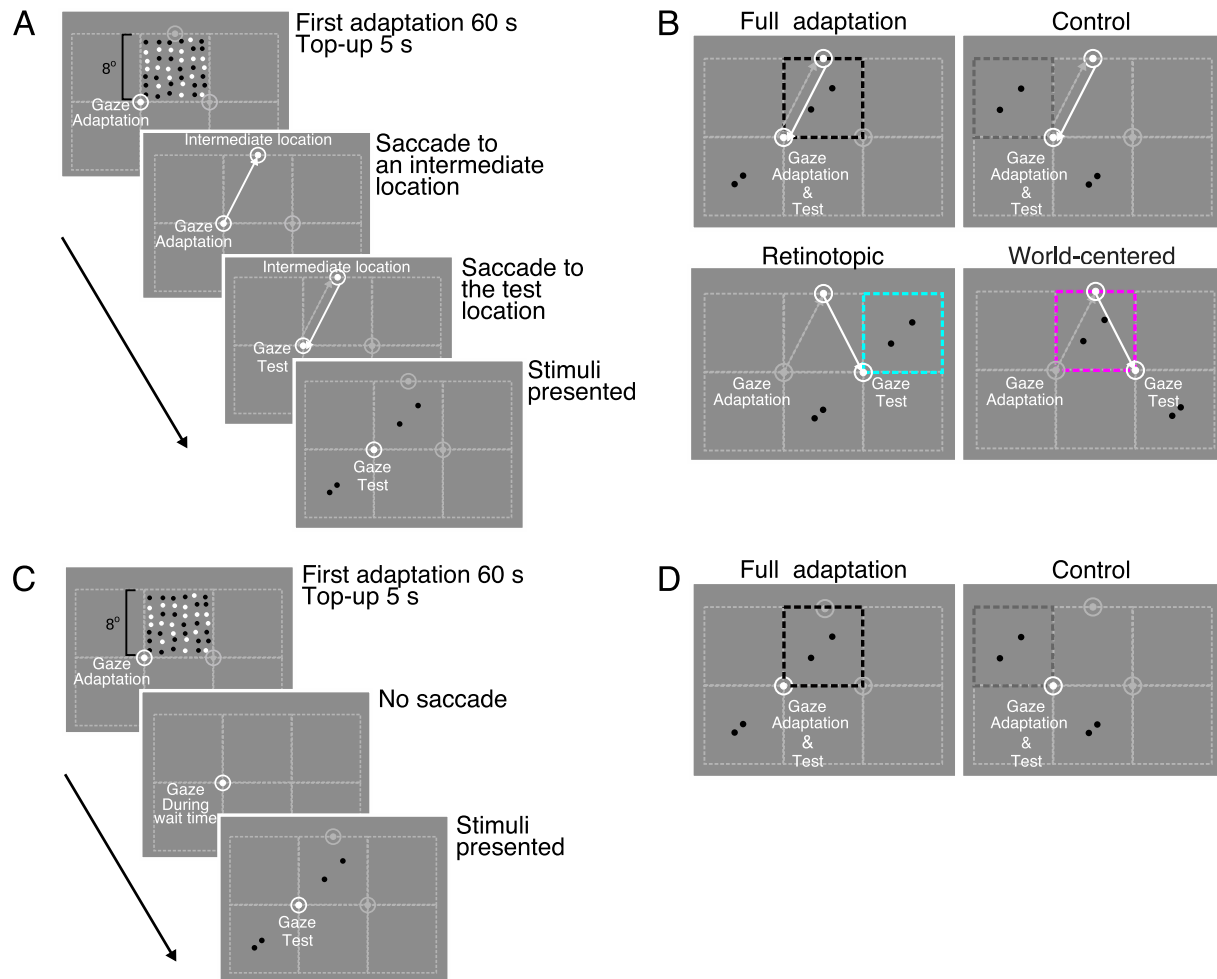 A
First adaptation 60 s
Top-up 5 s
8°
Gaze
Adaptation
Intermediate location
Saccade to
an intermediate
location
Gaze
Adaptation
Intermediate location
Saccade to
the test
location
Gaze
Test
Stimuli
presented
Gaze
Test
B
Full adaptation
Gaze
Adaptation
&
Test
Control
Gaze
Adaptation
&
Test
Retinotopic
Gaze
Adaptation
Gaze
Test
World-centered
Gaze
Adaptation
Gaze
Test
C
First adaptation 60 s
Top-up 5 s
8°
Gaze
Adaptation
No saccade
Gaze
During
wait time
Stimuli
presented
Gaze
Test
D
Full adaptation
Gaze
Adaptation
&
Test
Control
Gaze
Adaptation
&
Test